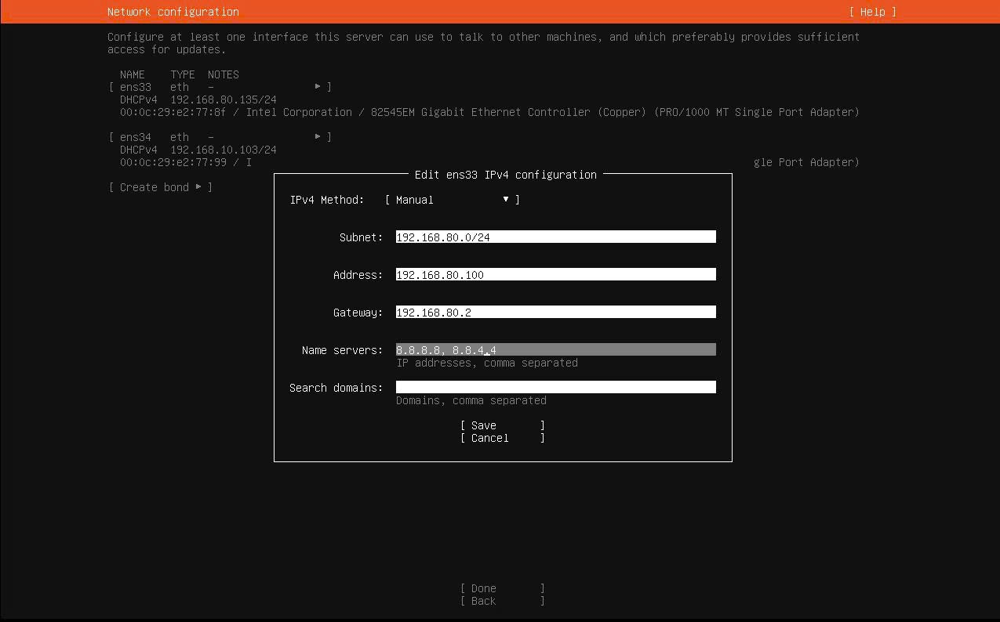 Network configuration [ Help ]
Configure at least one interface this server can use to talk to other machines, and which preferably provides sufficient
access for updates.
NAME TYPE NOTES
[ ens33 eth – ▸ ]
DHCPv4 192.168.80.135/24
00:0c:29:e2:77:8f / Intel Corporation / 82545EM Gigabit Ethernet Controller (Copper) (PRO/1000 MT Single Port Adapter)
[ ens34 eth – ▸ ]
DHCPv4 192.168.10.103/24
00:0c:29:e2:77:99 / I gle Port Adapter)
[ Create bond ▸ ]
Edit ens33 IPv4 configuration
IPv4 Method: [ Manual ▾ ]
Subnet: 192.168.80.0/24
Address: 192.168.80.100
Gateway: 192.168.80.2
Name servers: 8.8.8.8, 8.8.4.4
IP addresses, comma separated
Search domains:
Domains, comma separated
[ Save ]
[ Cancel ]
[ Done ]
[ Back ]